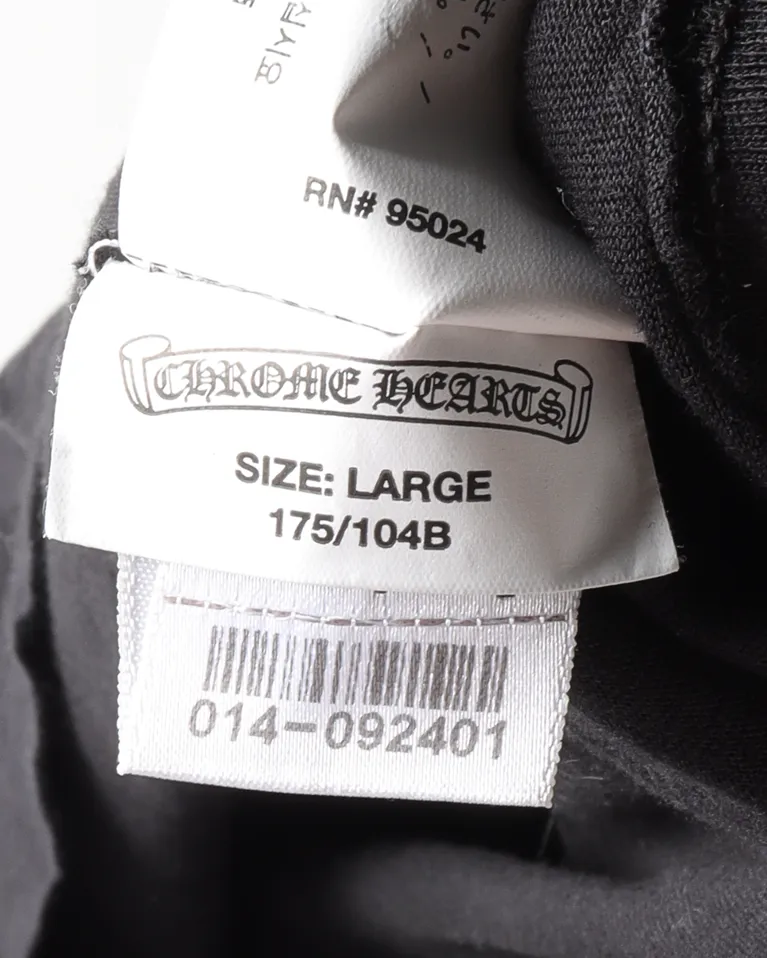 RN# 95024
CHROME HEARTS
SIZE: LARGE
175/104B
014-092401